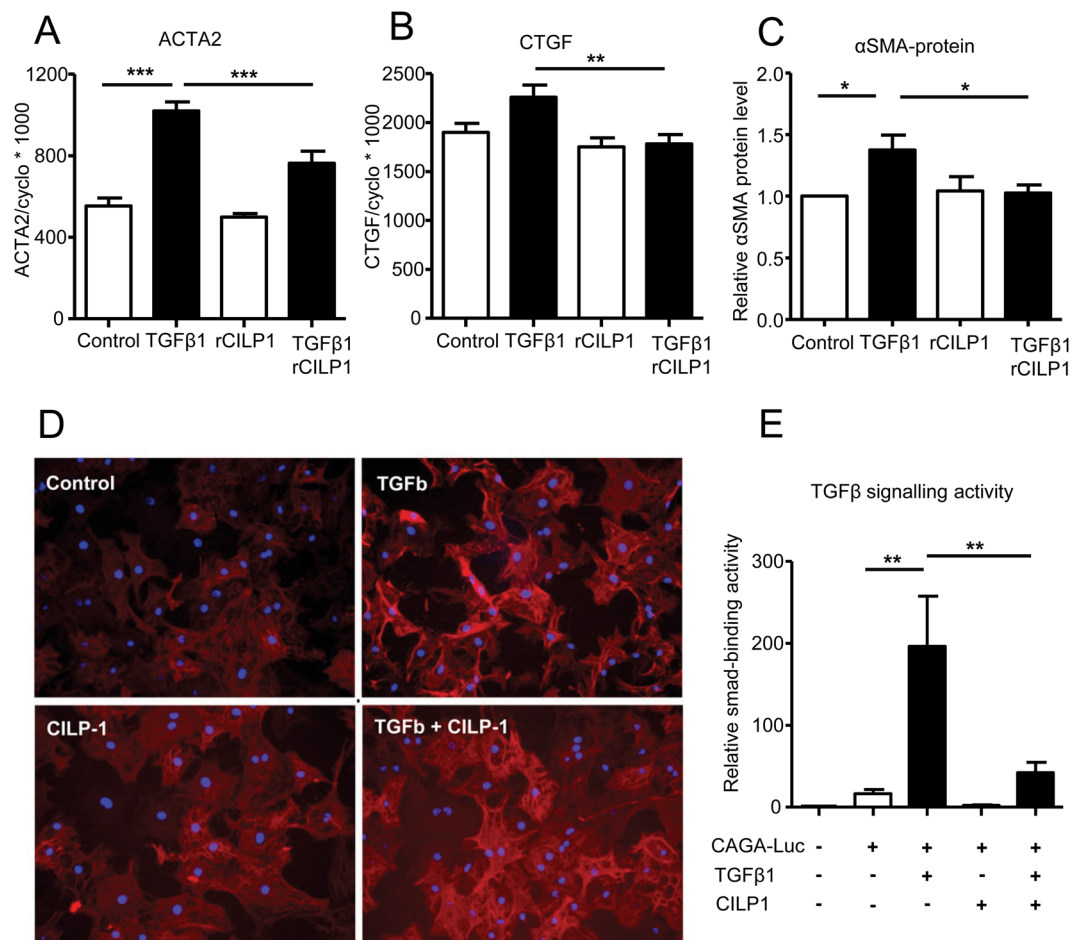 A
ACTA2
ACTA2/cyclo * 1000
1200
800
400
0
***
***
Control TGFβ1 rCILP1 TGFβ1
rCILP1
B
CTGF
CTGF/cyclo * 1000
2500
2000
1500
1000
500
0
**
Control TGFβ1 rCILP1 TGFβ1
rCILP1
C
αSMA-protein
Relative αSMA protein level
2.0
1.5
1.0
0.5
0.0
*
*
Control TGFβ1 rCILP1 TGFβ1
rCILP1
D
Control
TGFb
CILP-1
TGFb + CILP-1
E
TGFβ signalling activity
Relative smad-binding activity
300
200
100
0
**
**
CAGA-Luc - + + + +
TGFβ1 - - + - +
CILP1 - - - + +